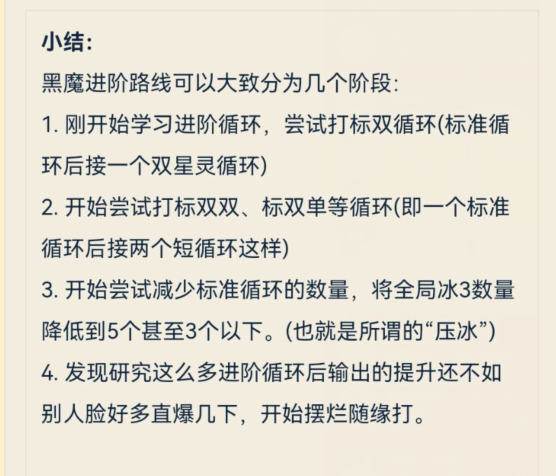 小结：
黑魔进阶路线可以大致分为几个阶段：
1. 刚开始学习进阶循环，尝试打标双循环(标准循
环后接一个双星灵循环)
2. 开始尝试打标双双、标双单等循环(即一个标准
循环后接两个短循环这样)
3. 开始尝试减少标准循环的数量，将全局冰3数量
降低到5个甚至3个以下。(也就是所谓的“压冰”)
4. 发现研究这么多进阶循环后输出的提升还不如
别人脸好多直爆几下，开始摆烂随缘打。